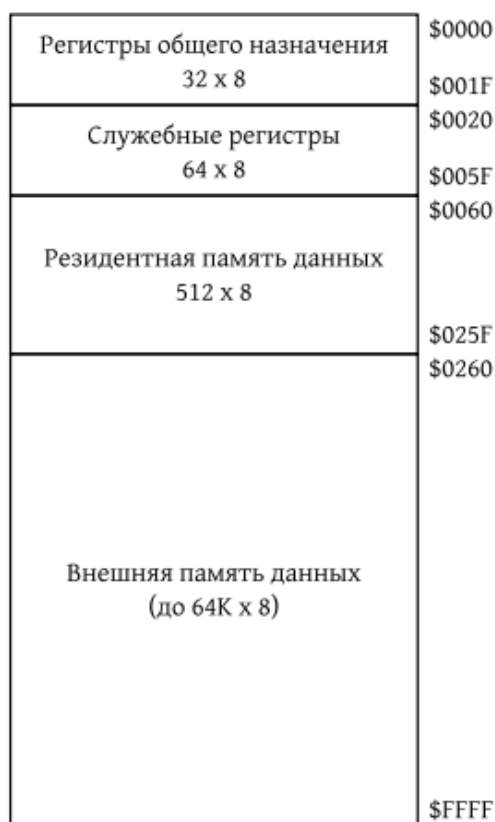 Регистры общего назначения
32 x 8
$0000
$001F
Служебные регистры
64 x 8
$0020
$005F
Резидентная память данных
512 x 8
$0060
$025F
Внешняя память данных
(до 64K x 8)
$0260
$FFFF